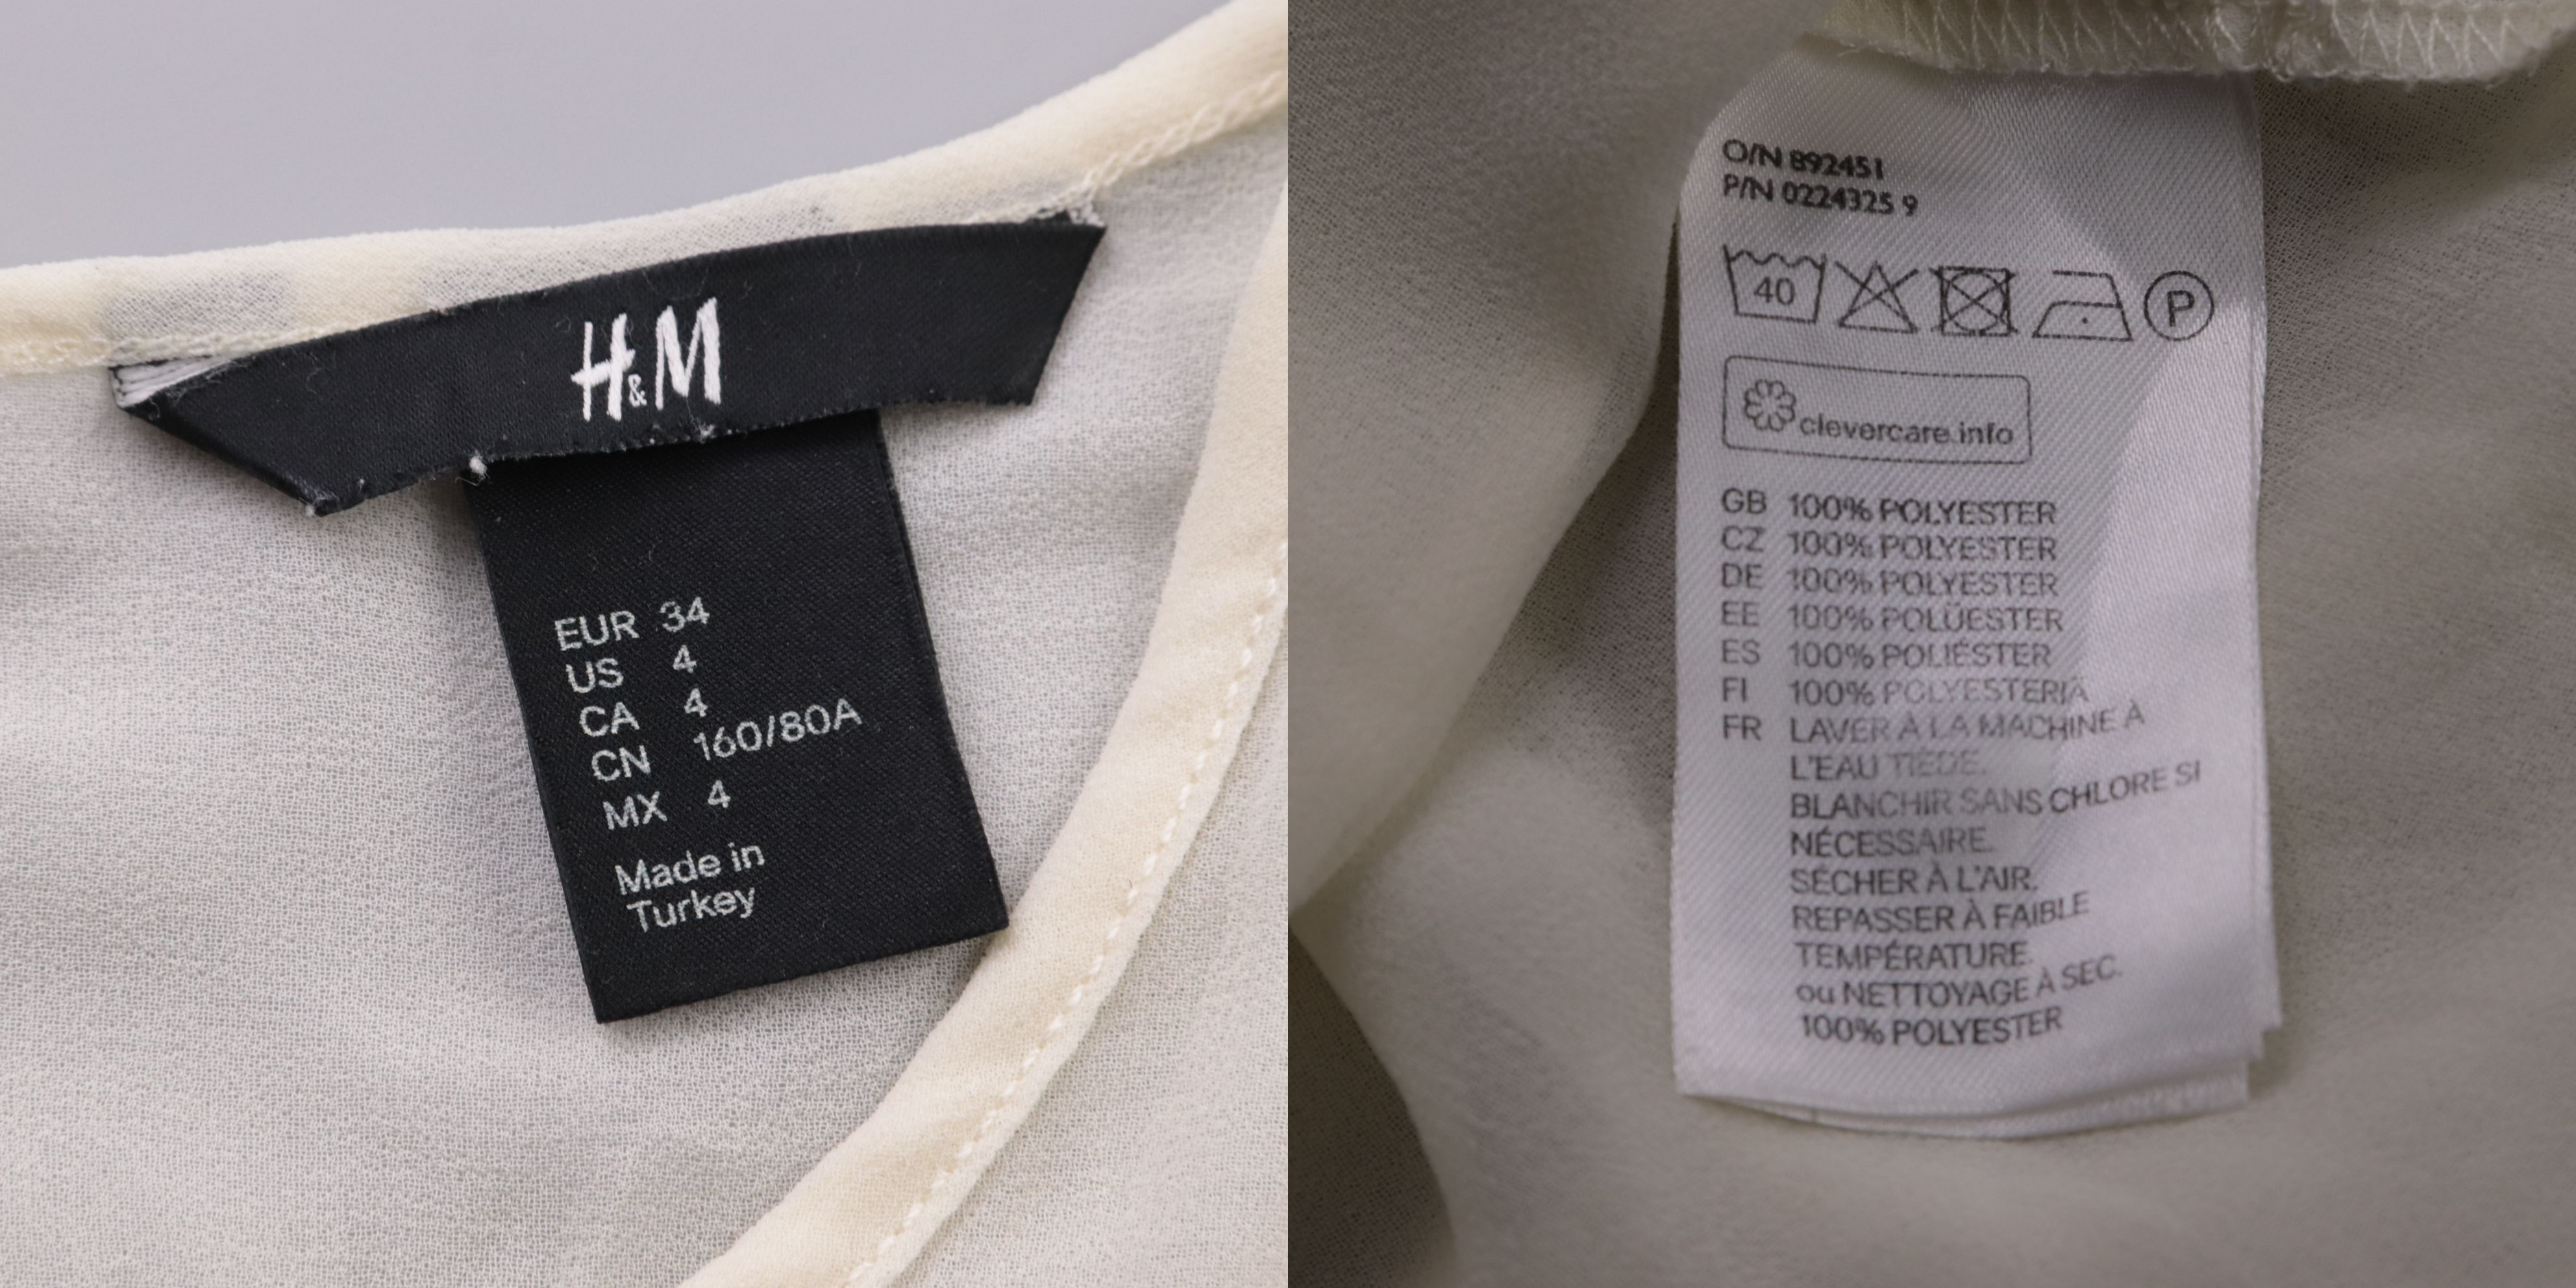 H&M
EUR 34
US 4
CA 4
CN 160/80A
MX 4
Made in
Turkey
O/N 892451
P/N 0224325 9
40
P
clevercare.info
GB 100% POLYESTER
CZ 100% POLYESTER
DE 100% POLYESTER
EE 100% POLÜESTER
ES 100% POLIÉSTER
FI 100% POLYESTERIÄ
FR LAVER À LA MACHINE À
L'EAU TIÈDE.
BLANCHIR SANS CHLORE SI
NÉCESSAIRE.
SÉCHER À L'AIR.
REPASSER À FAIBLE
TEMPÉRATURE.
ou NETTOYAGE À SEC.
100% POLYESTER